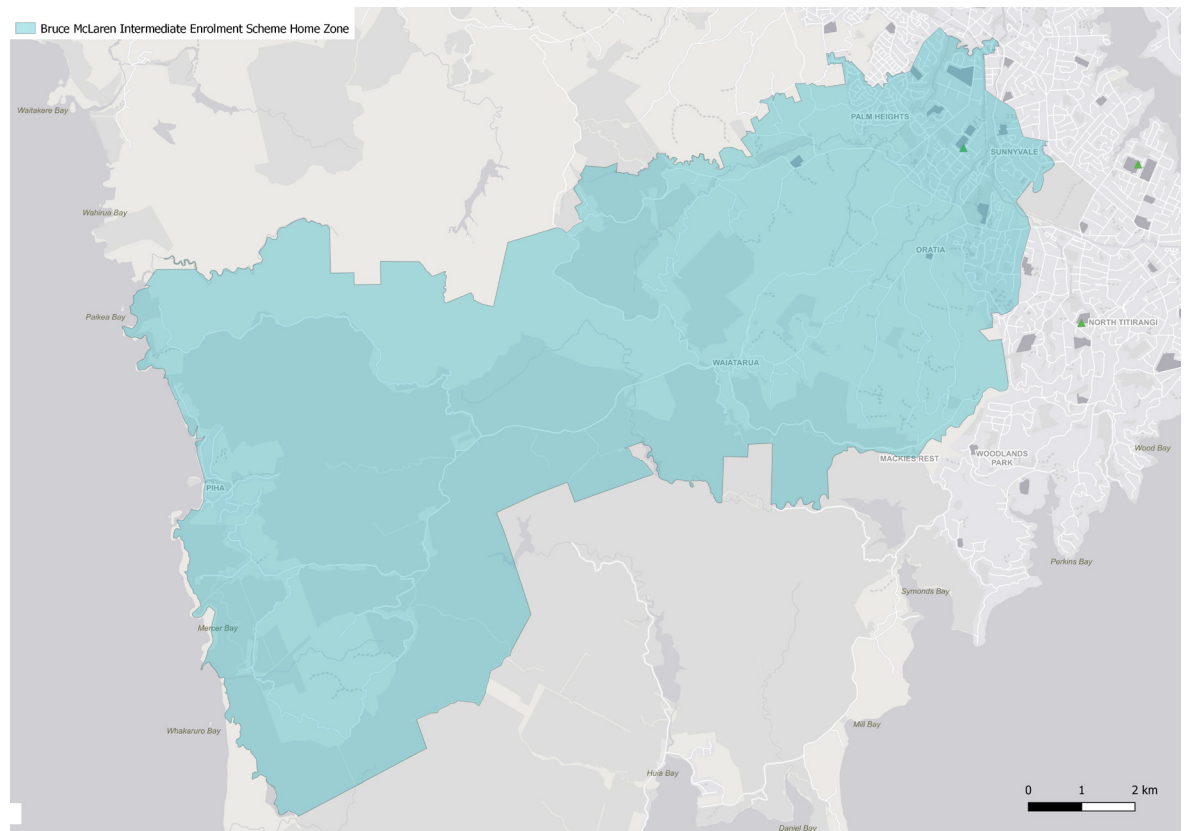 Bruce McLaren Intermediate Enrolment Scheme Home Zone
Waitakere Bay
PALM HEIGHTS
SUNNYVALE
Wahirua Bay
ORATIA
Paikea Bay
NORTH TITIRANGI
WAIATARUA
Wood Bay
MACKIES REST
WOODLANDS
PARK
PIHA
Perkins Bay
Symonds Bay
Mercer Bay
Mill Bay
Whakaruro Bay
Huia Bay
0 1 2 km
Daniel Bay